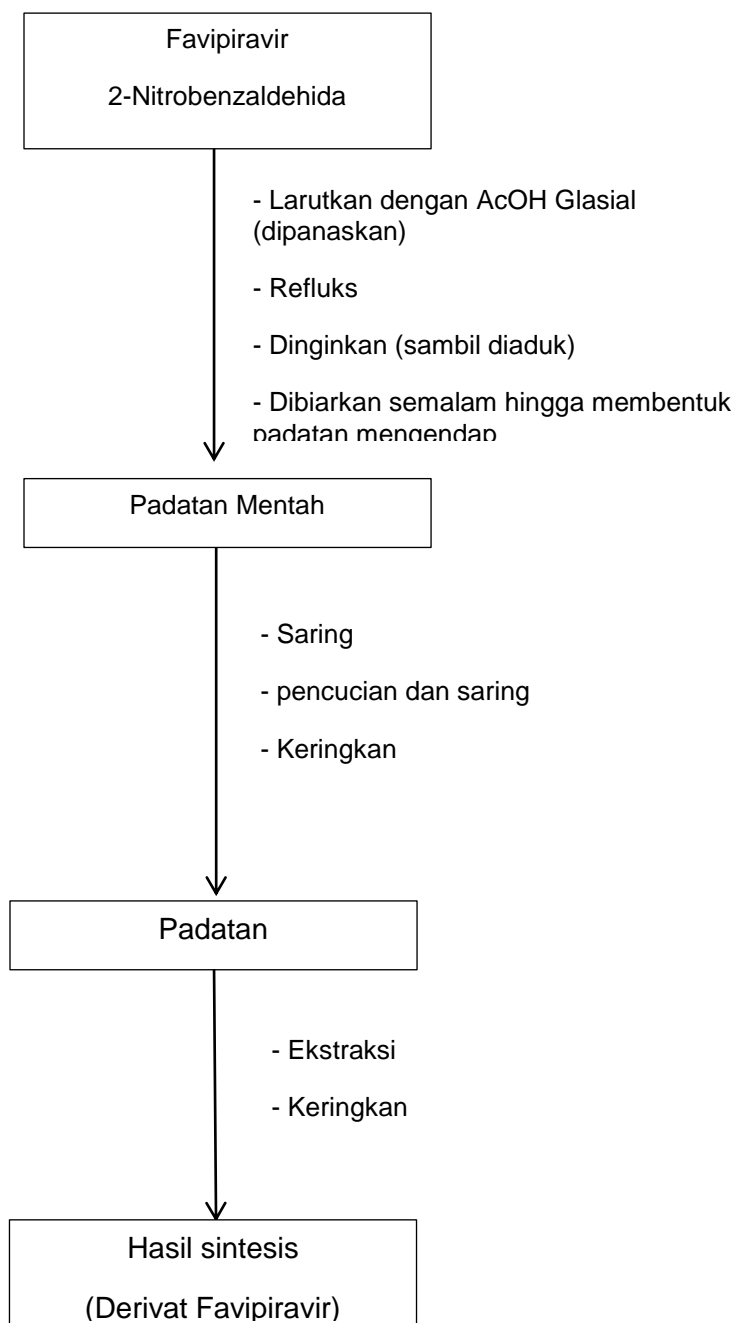 Favipiravir
2-Nitrobenzaldehida
- Larutkan dengan AcOH Glasial
(dipanaskan)
- Refluks
- Dinginkan (sambil diaduk)
- Dibiarkan semalam hingga membentuk
padatan mengendap
Padatan Mentah
- Saring
- pencucian dan saring
- Keringkan
Padatan
- Ekstraksi
- Keringkan
Hasil sintesis
(Derivat Favipiravir)